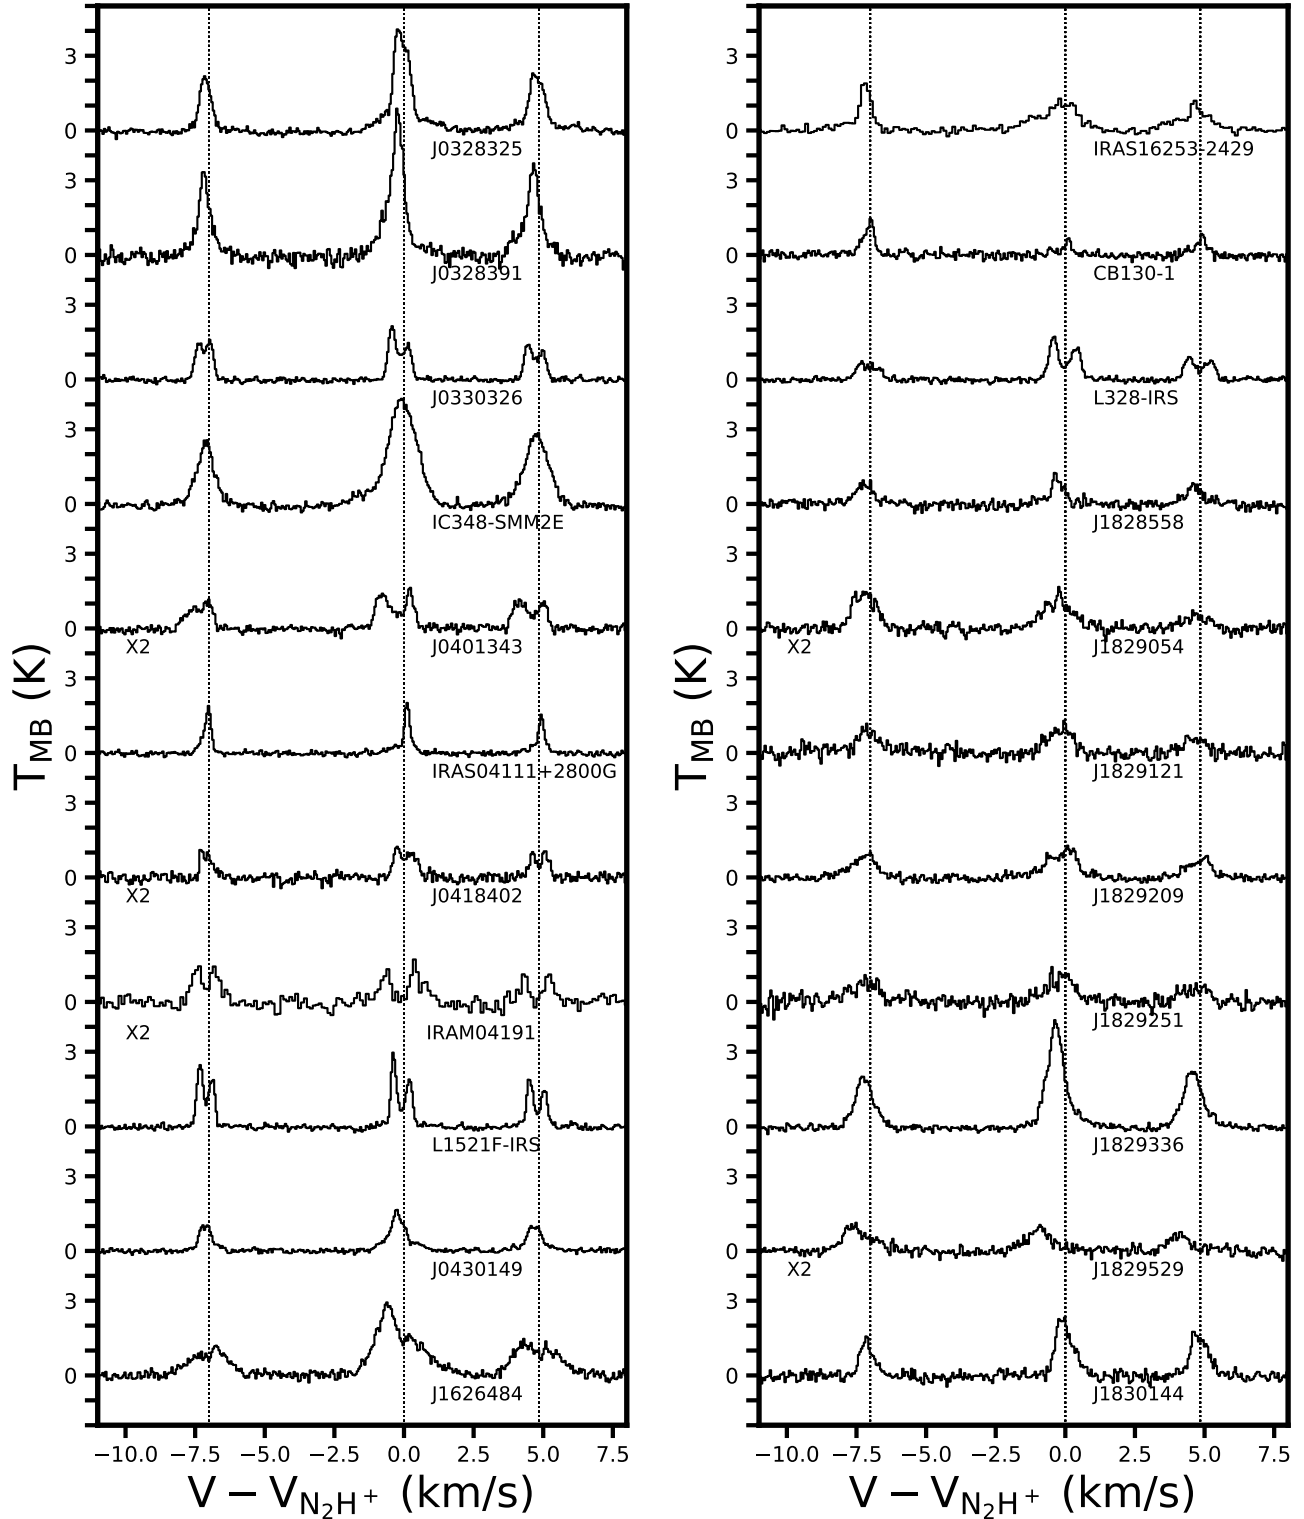 3
0
J0328325
3
0
J0328391
3
0
J0330326
3
0
IC348-SMM2E
3
0
X2
J0401343
3
0
IRAS04111+2800G
3
0
X2
J0418402
3
0
X2
IRAM04191
3
0
L1521F-IRS
3
0
J0430149
3
0
J1626484
T_MB (K)
−10.0 −7.5 −5.0 −2.5 0.0 2.5 5.0 7.5
V − V_N₂H⁺ (km/s)
3
0
IRAS16253-2429
3
0
CB130-1
3
0
L328-IRS
3
0
J1828558
3
0
X2
J1829054
3
0
J1829121
3
0
J1829209
3
0
J1829251
3
0
J1829336
3
0
X2
J1829529
3
0
J1830144
T_MB (K)
−10.0 −7.5 −5.0 −2.5 0.0 2.5 5.0 7.5
V − V_N₂H⁺ (km/s)